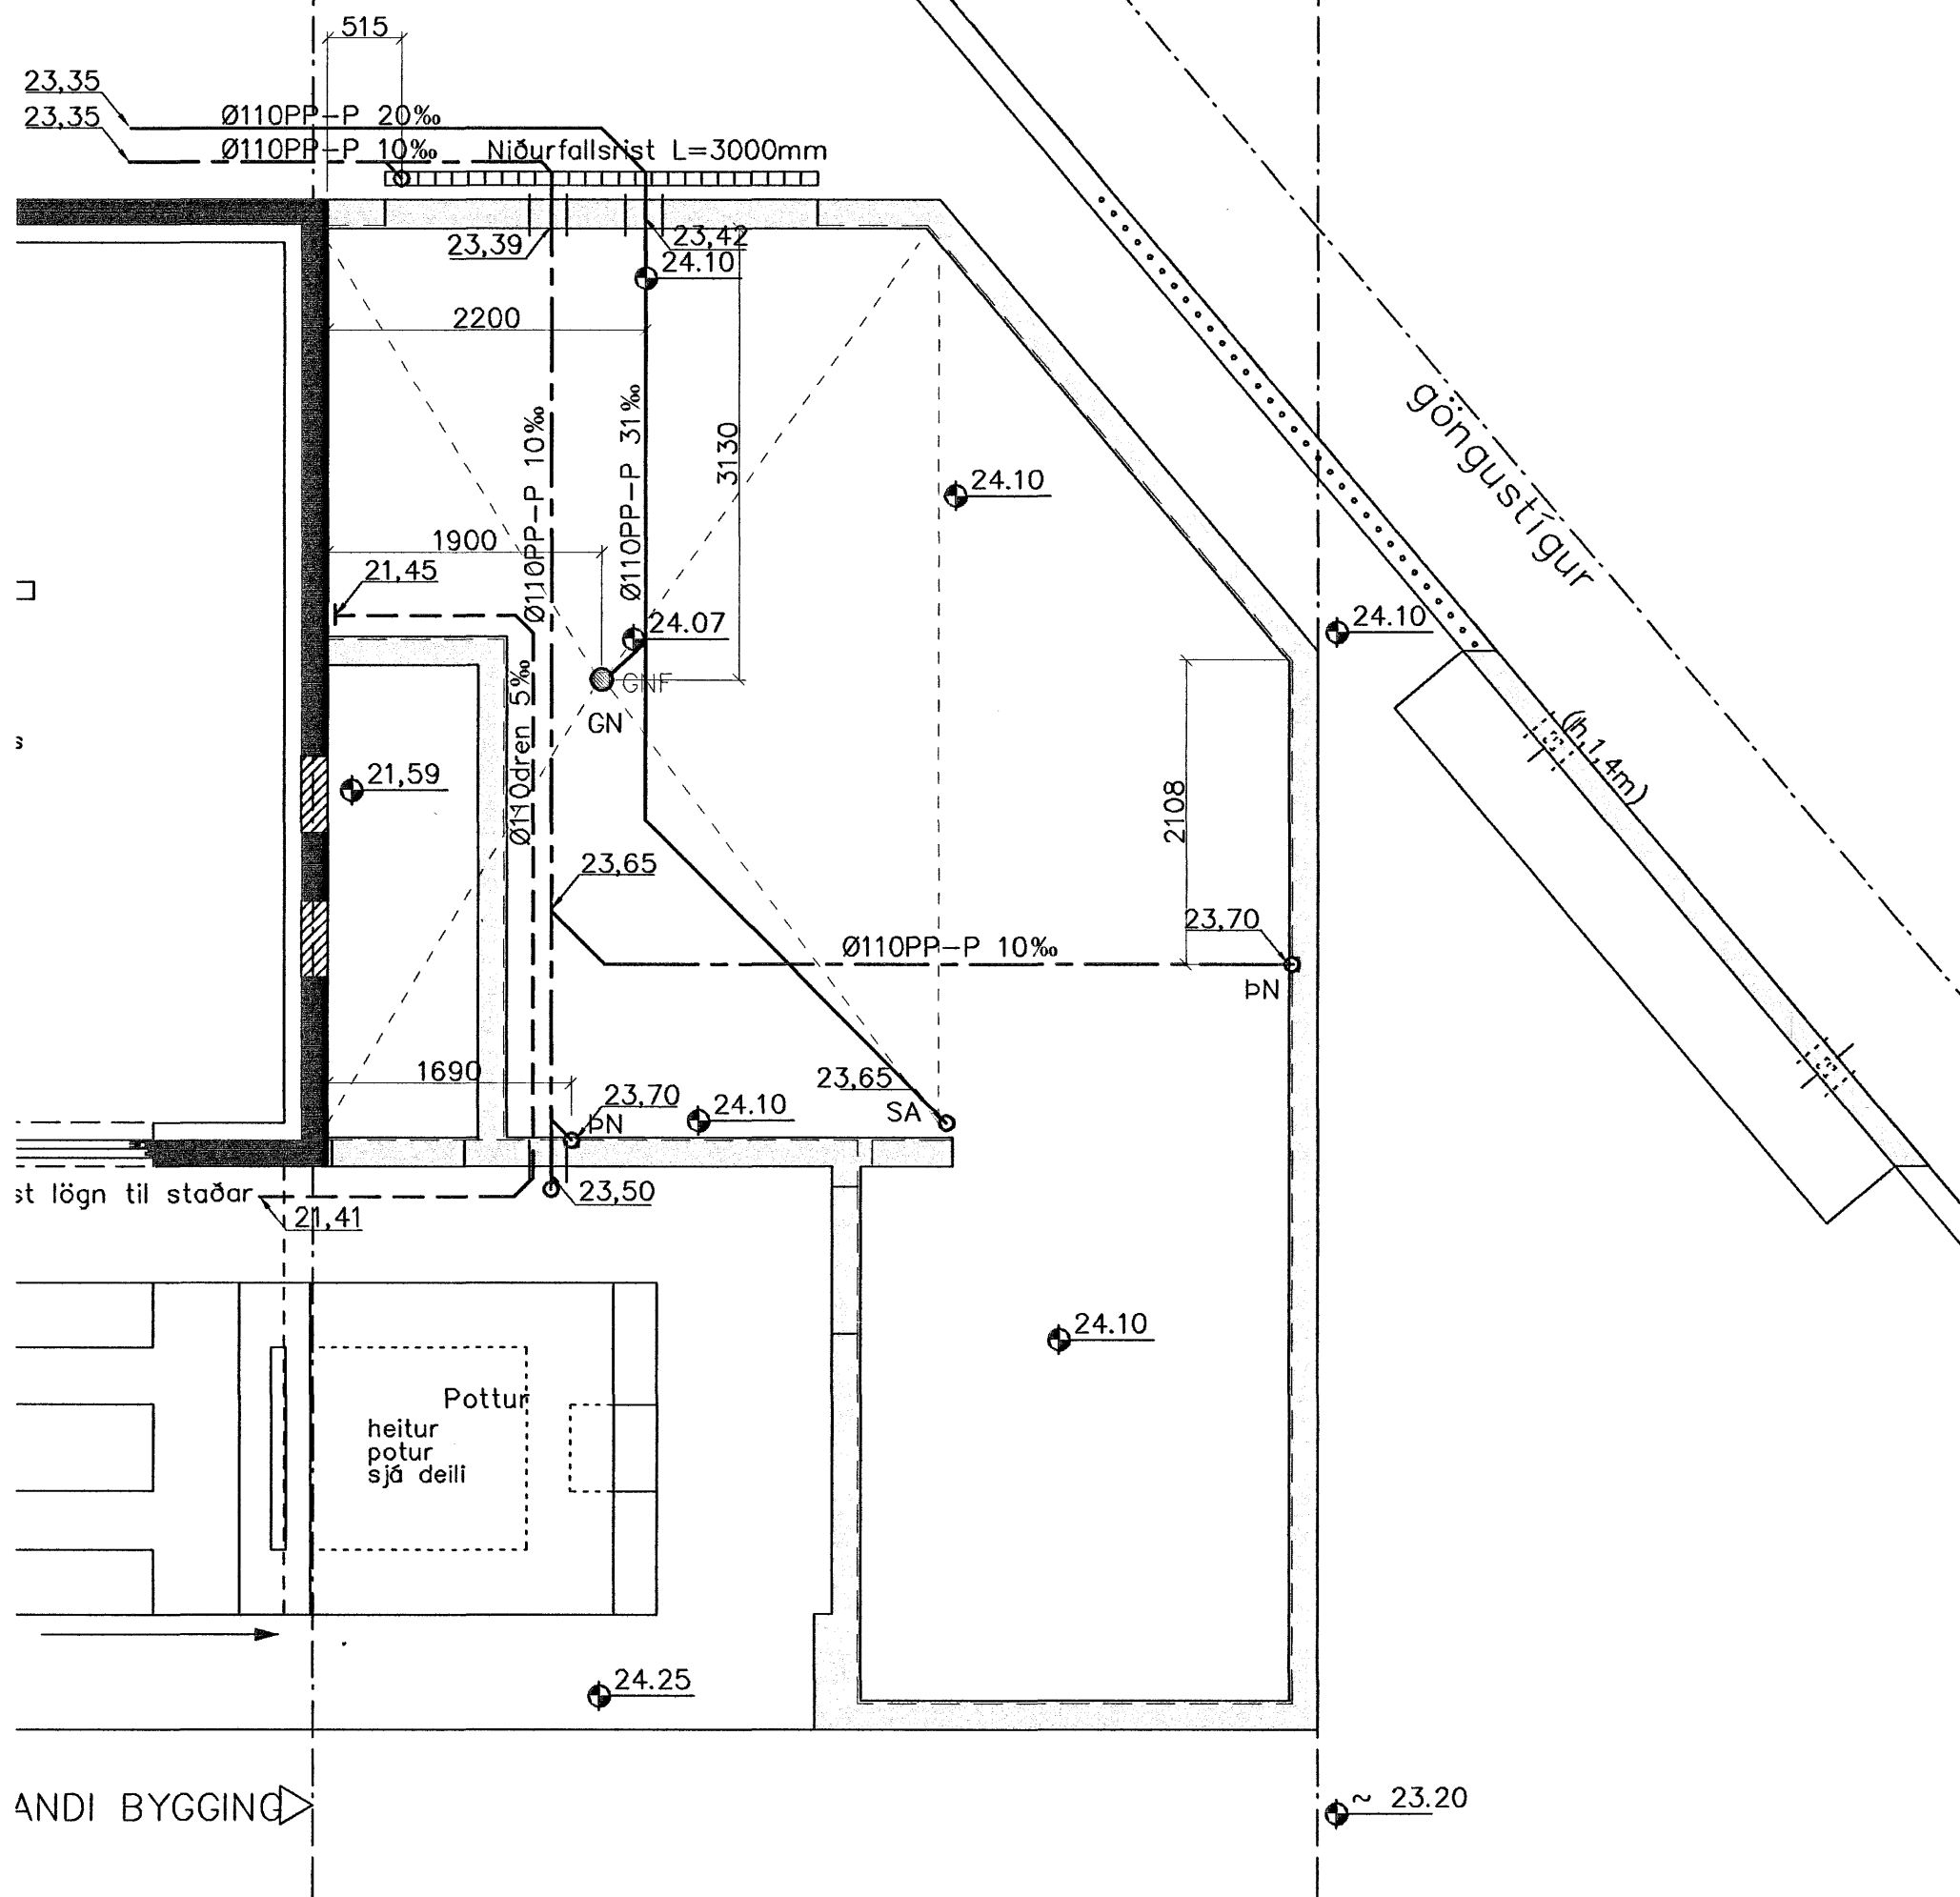 515
23,35
23,35
Ø110PP-P 20‰
Ø110PP-P 10‰
Niðurfallsrist L=3000mm
23,39
23,42
24.10
2200
Ø110PP-P 10‰
Ø110PP-P 31‰
3130
göngustígur
24.10
1900
21,45
24.07
24.10
GNF
GN
Ø110dren 5‰
(h,1,4m)
21,59
2108
23,65
23,70
Ø110PP-P 10‰
ÞN
1690
23,70
ÞN
24.10
23,65
SA
st lögn til staðar
23,50
21,41
24.10
Pottur
heitur
potur
sjá deili
24.25
ANDI BYGGING
~ 23.20
s